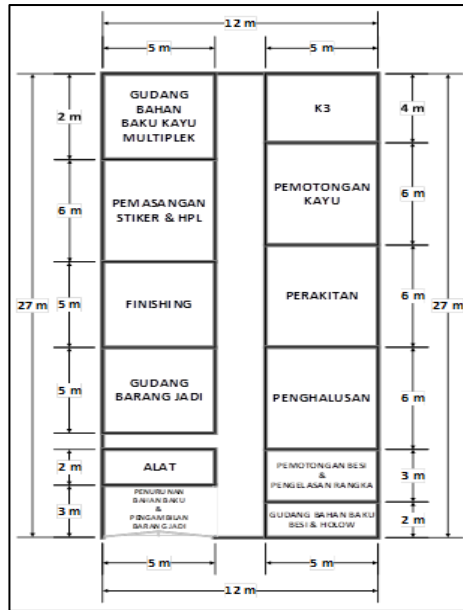 12 m
5 m
5 m
GUDANG
BAHAN
BAKU KAYU
MULTIPLEK
K3
2 m
4 m
PEMASANGAN
STIKER & HPL
PEMOTONGAN
KAYU
6 m
6 m
27 m
5 m
FINISHING
PERAKITAN
6 m
27 m
5 m
GUDANG
BARANG JADI
PENGHALUSAN
6 m
2 m
ALAT
PEMOTONGAN BESI
&
PENGELASAN RANGKA
3 m
3 m
PENURUNAN
BAHAN BAKU
&
PENGAMBILAN
BARANG JADI
GUDANG BAHAN BAKU
BESI & HOLOW
2 m
5 m
5 m
12 m